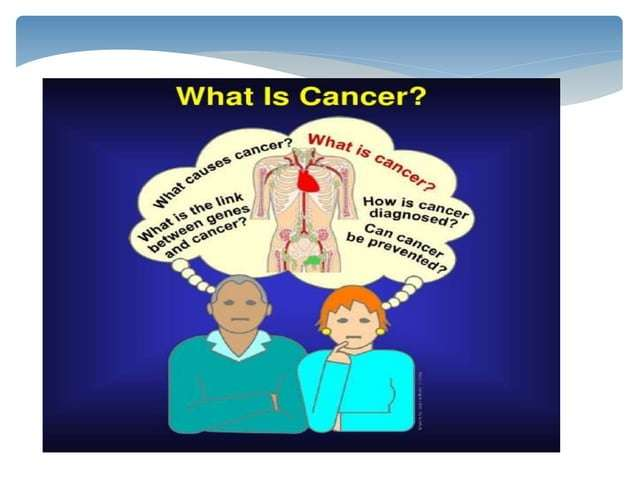 What Is Cancer?
What causes cancer?
What is cancer?
What is the link
between genes
and cancer?
How is cancer
diagnosed?
Can cancer
be prevented?